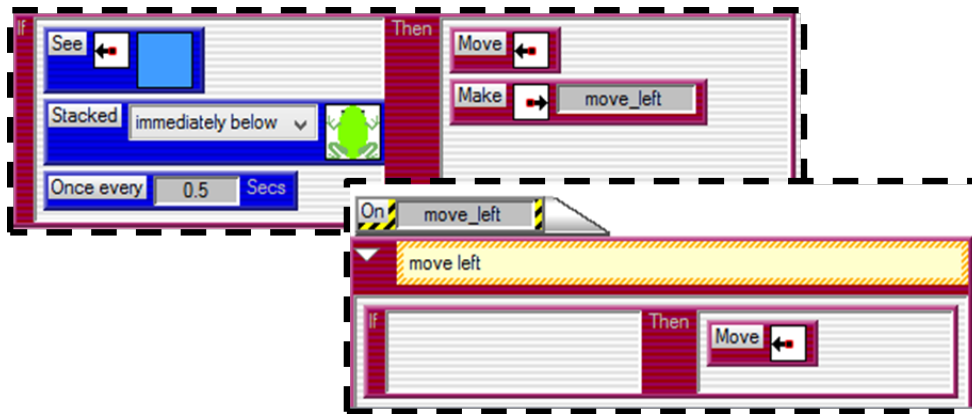 If
See
Stacked immediately below
Once every 0.5 Secs
Then
Move
Make move_left
On move_left
move left
If
Then
Move